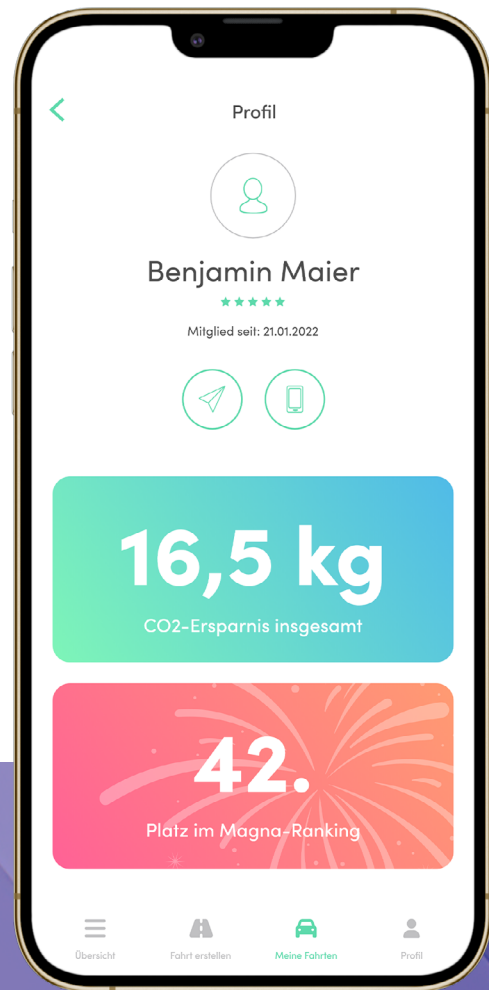 Profil
Benjamin Maier
Mitglied seit: 21.01.2022
16,5 kg
CO2-Ersparnis insgesamt
42.
Platz im Magna-Ranking
Übersicht
Fahrt erstellen
Meine Fahrten
Profil